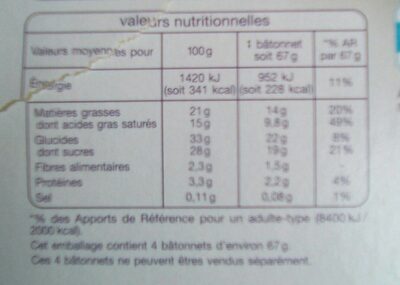 valeurs nutritionnelles
Valeurs moyennes pour 100g 1 bâtonnet soit 67g *% AR par 67g
Énergie 1420 kJ (soit 341 kcal) 952 kJ (soit 228 kcal) 11%
Matières grasses 21g 14g 20%
dont acides gras saturés 15g 9,8g 49%
Glucides 33g 22g 8%
dont sucres 28g 19g 21%
Fibres alimentaires 2,3g 1,5g -
Protéines 3,3g 2,2g 4%
Sel 0,11g 0,08g 1%
*% des Apports de Référence pour un adulte-type (8400 kJ /
2000 kcal).
Cet emballage contient 4 bâtonnets d'environ 67g.
Ces 4 bâtonnets ne peuvent êtres vendus séparément.